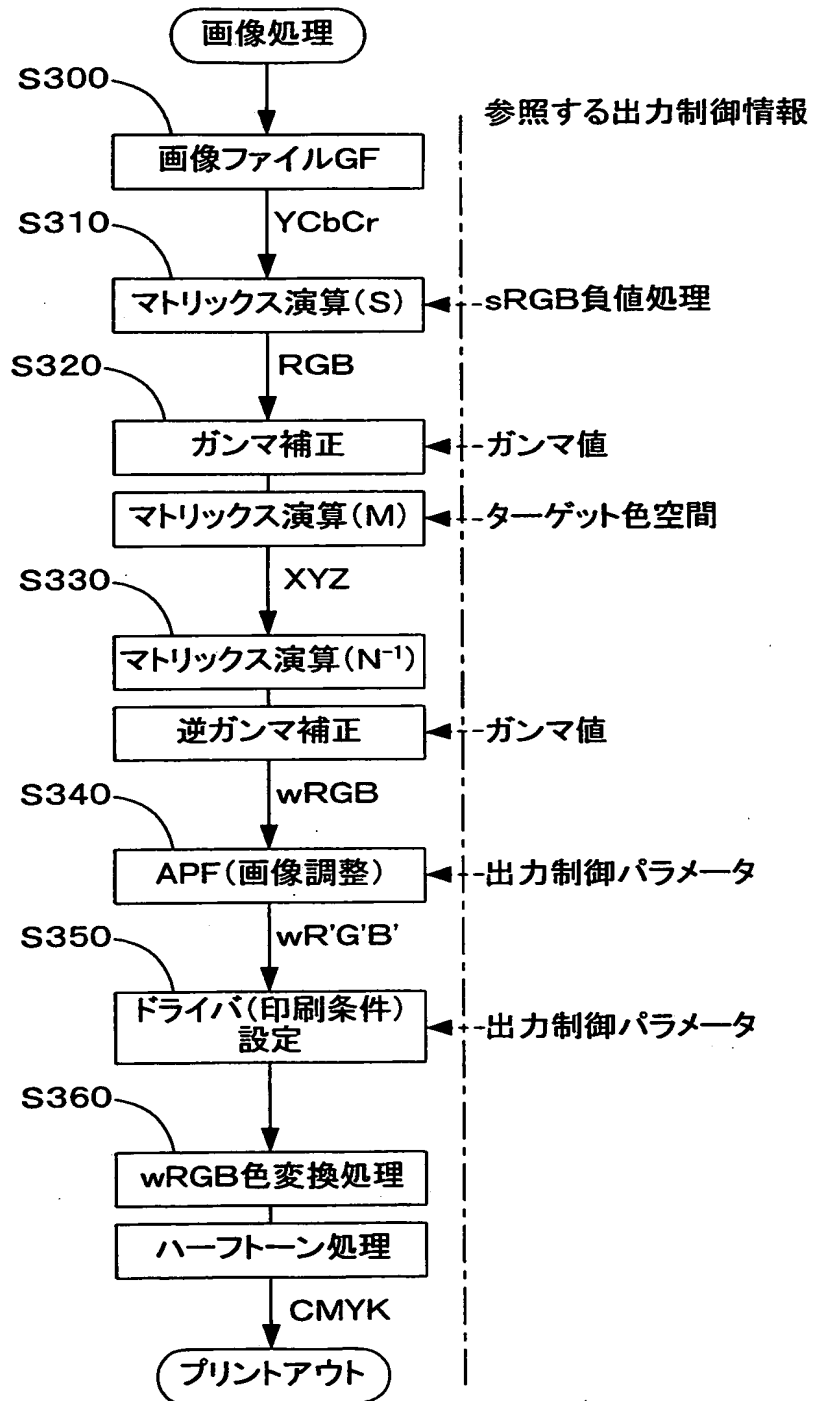 画像処理
S300
参照する出力制御情報
画像ファイルGF
S310
YCbCr
マトリックス演算(S)
sRGB負値処理
S320
RGB
ガンマ補正
ガンマ値
マトリックス演算(M)
ターゲット色空間
S330
XYZ
マトリックス演算(N⁻¹)
逆ガンマ補正
ガンマ値
S340
wRGB
APF(画像調整)
出力制御パラメータ
S350
wR'G'B'
ドライバ(印刷条件)
設定
出力制御パラメータ
S360
wRGB色変換処理
ハーフトーン処理
CMYK
プリントアウト